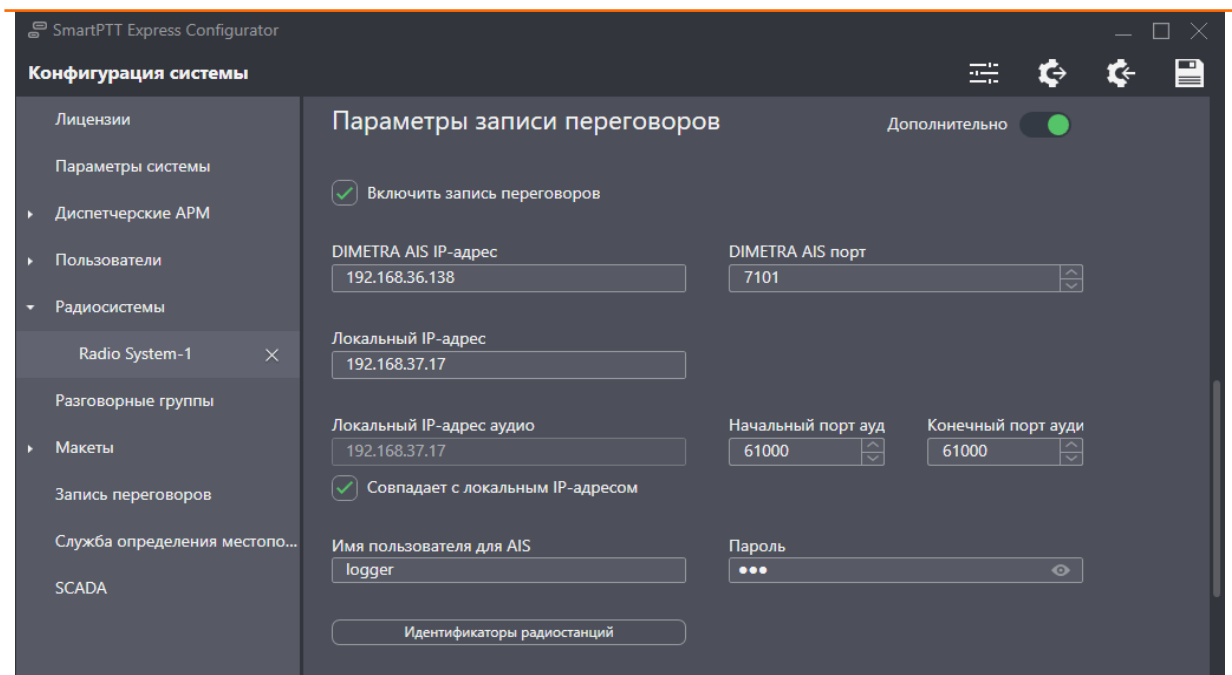 SmartPTT Express Configurator
Конфигурация системы
Лицензии
Параметры системы
Диспетчерские АРМ
Пользователи
Радиосистемы
Radio System-1
Разговорные группы
Макеты
Запись переговоров
Служба определения местопо...
SCADA
Параметры записи переговоров
Дополнительно
Включить запись переговоров
DIMETRA AIS IP-адрес
DIMETRA AIS порт
192.168.36.138
7101
Локальный IP-адрес
192.168.37.17
Локальный IP-адрес аудио
Начальный порт ауд
Конечный порт ауди
192.168.37.17
61000
61000
Совпадает с локальным IP-адресом
Имя пользователя для AIS
Пароль
logger
●●●
Идентификаторы радиостанций